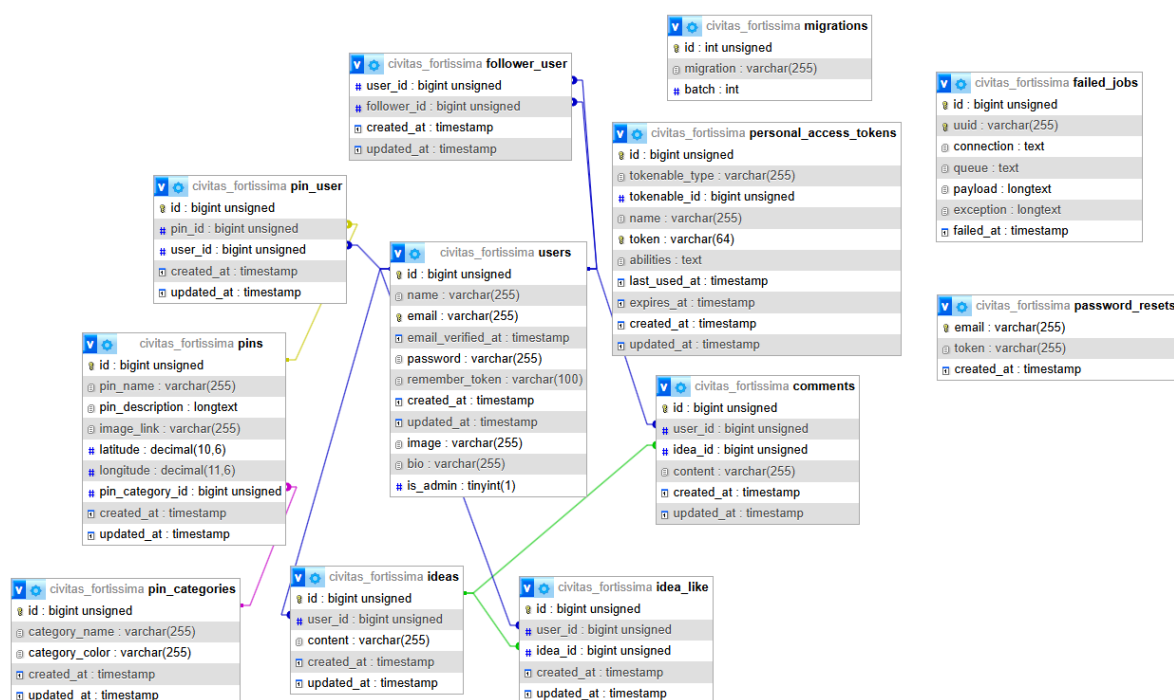 civitas_fortissima migrations
id : int unsigned
migration : varchar(255)
batch : int
civitas_fortissima follower_user
user_id : bigint unsigned
follower_id : bigint unsigned
created_at : timestamp
updated_at : timestamp
civitas_fortissima failed_jobs
id : bigint unsigned
uuid : varchar(255)
connection : text
queue : text
payload : longtext
exception : longtext
failed_at : timestamp
civitas_fortissima personal_access_tokens
id : bigint unsigned
tokenable_type : varchar(255)
tokenable_id : bigint unsigned
name : varchar(255)
token : varchar(64)
abilities : text
last_used_at : timestamp
expires_at : timestamp
created_at : timestamp
updated_at : timestamp
civitas_fortissima pin_user
id : bigint unsigned
pin_id : bigint unsigned
user_id : bigint unsigned
created_at : timestamp
updated_at : timestamp
civitas_fortissima users
id : bigint unsigned
name : varchar(255)
email : varchar(255)
email_verified_at : timestamp
password : varchar(255)
remember_token : varchar(100)
created_at : timestamp
updated_at : timestamp
image : varchar(255)
bio : varchar(255)
is_admin : tinyint(1)
civitas_fortissima password_resets
email : varchar(255)
token : varchar(255)
created_at : timestamp
civitas_fortissima pins
id : bigint unsigned
pin_name : varchar(255)
pin_description : longtext
image_link : varchar(255)
latitude : decimal(10,6)
longitude : decimal(11,6)
pin_category_id : bigint unsigned
created_at : timestamp
updated_at : timestamp
civitas_fortissima comments
id : bigint unsigned
user_id : bigint unsigned
idea_id : bigint unsigned
content : varchar(255)
created_at : timestamp
updated_at : timestamp
civitas_fortissima pin_categories
id : bigint unsigned
category_name : varchar(255)
category_color : varchar(255)
created_at : timestamp
updated_at : timestamp
civitas_fortissima ideas
id : bigint unsigned
user_id : bigint unsigned
content : varchar(255)
created_at : timestamp
updated_at : timestamp
civitas_fortissima idea_like
id : bigint unsigned
user_id : bigint unsigned
idea_id : bigint unsigned
created_at : timestamp
updated_at : timestamp